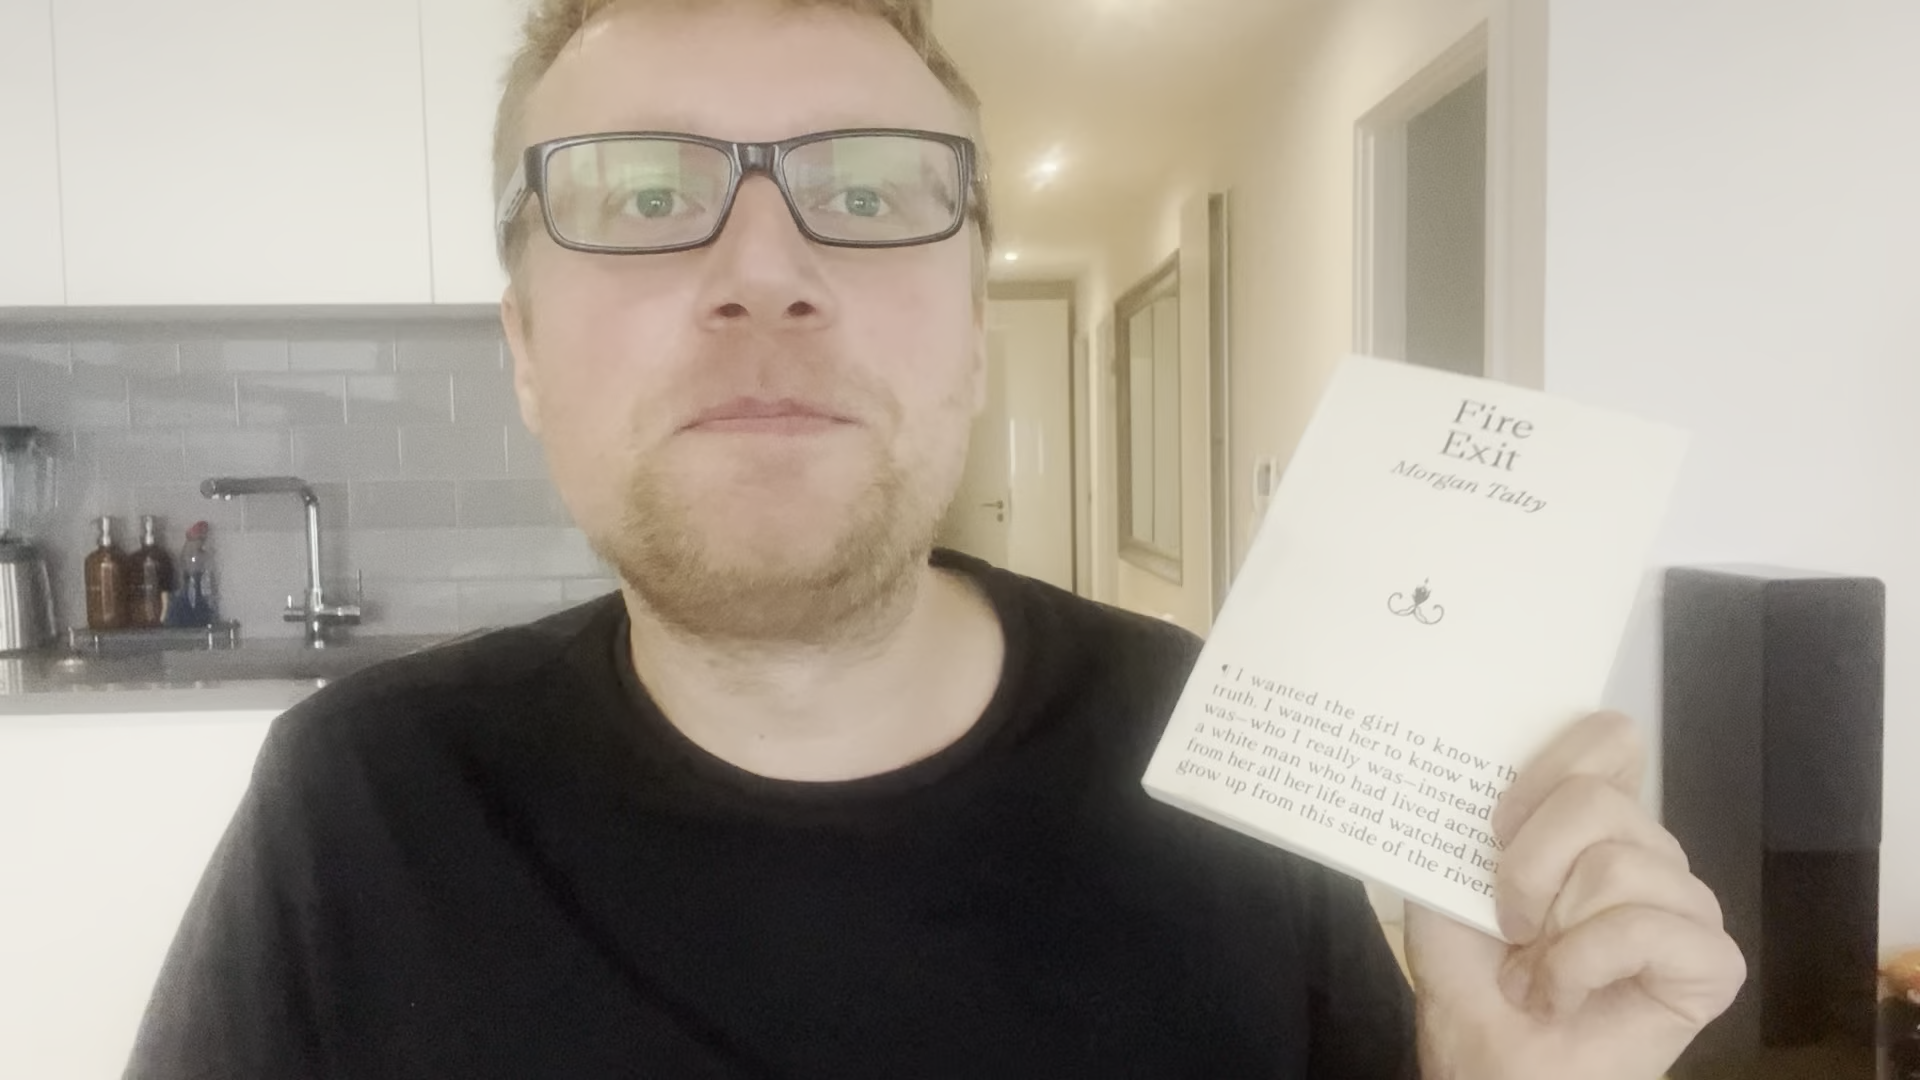 Fire
Exit
Morgan Talty
¶ I wanted the girl to know th
truth. I wanted her to know who
was—who I really was—instead
a white man who had lived across
from her all her life and watched her
grow up from this side of the river.